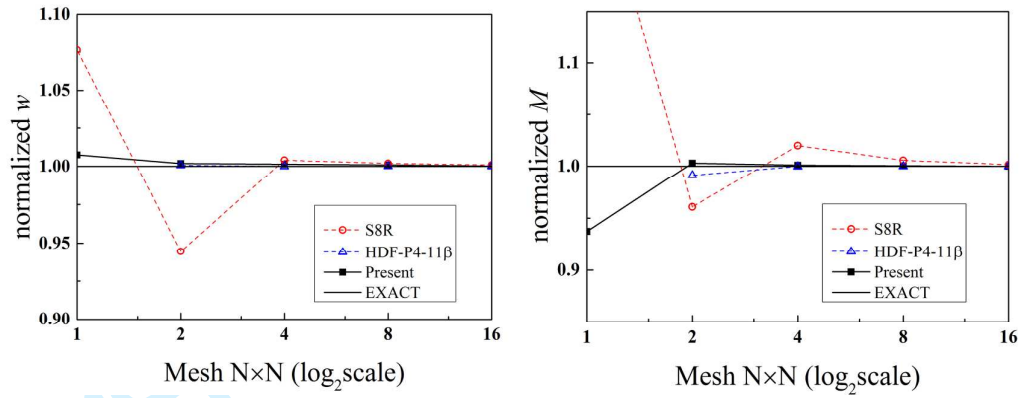 1.10
1.05
1.00
0.95
0.90
normalized w
S8R
HDF-P4-11β
Present
EXACT
1 2 4 8 16
Mesh N×N (log2scale)
1.1
1.0
0.9
normalized M
S8R
HDF-P4-11β
Present
EXACT
1 2 4 8 16
Mesh N×N (log2scale)